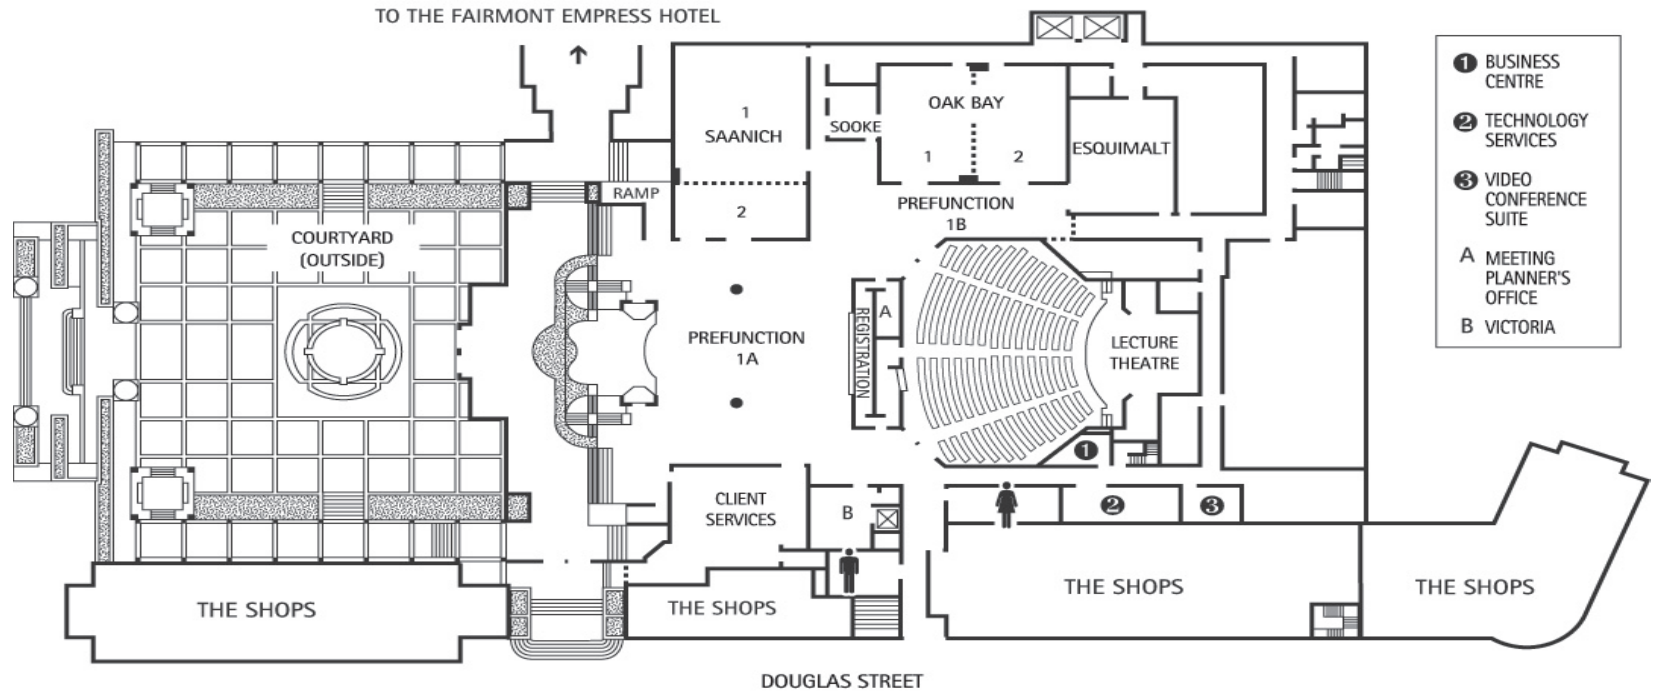 TO THE FAIRMONT EMPRESS HOTEL
1
SAANICH
2
RAMP
SOOKE
OAK BAY
1
2
ESQUIMALT
PREFUNCTION
1B
COURTYARD
(OUTSIDE)
PREFUNCTION
1A
REGISTRATION
A
LECTURE
THEATRE
1
CLIENT
SERVICES
B
2
3
THE SHOPS
THE SHOPS
THE SHOPS
THE SHOPS
DOUGLAS STREET
1 BUSINESS
CENTRE
2 TECHNOLOGY
SERVICES
3 VIDEO
CONFERENCE
SUITE
A MEETING
PLANNER'S
OFFICE
B VICTORIA